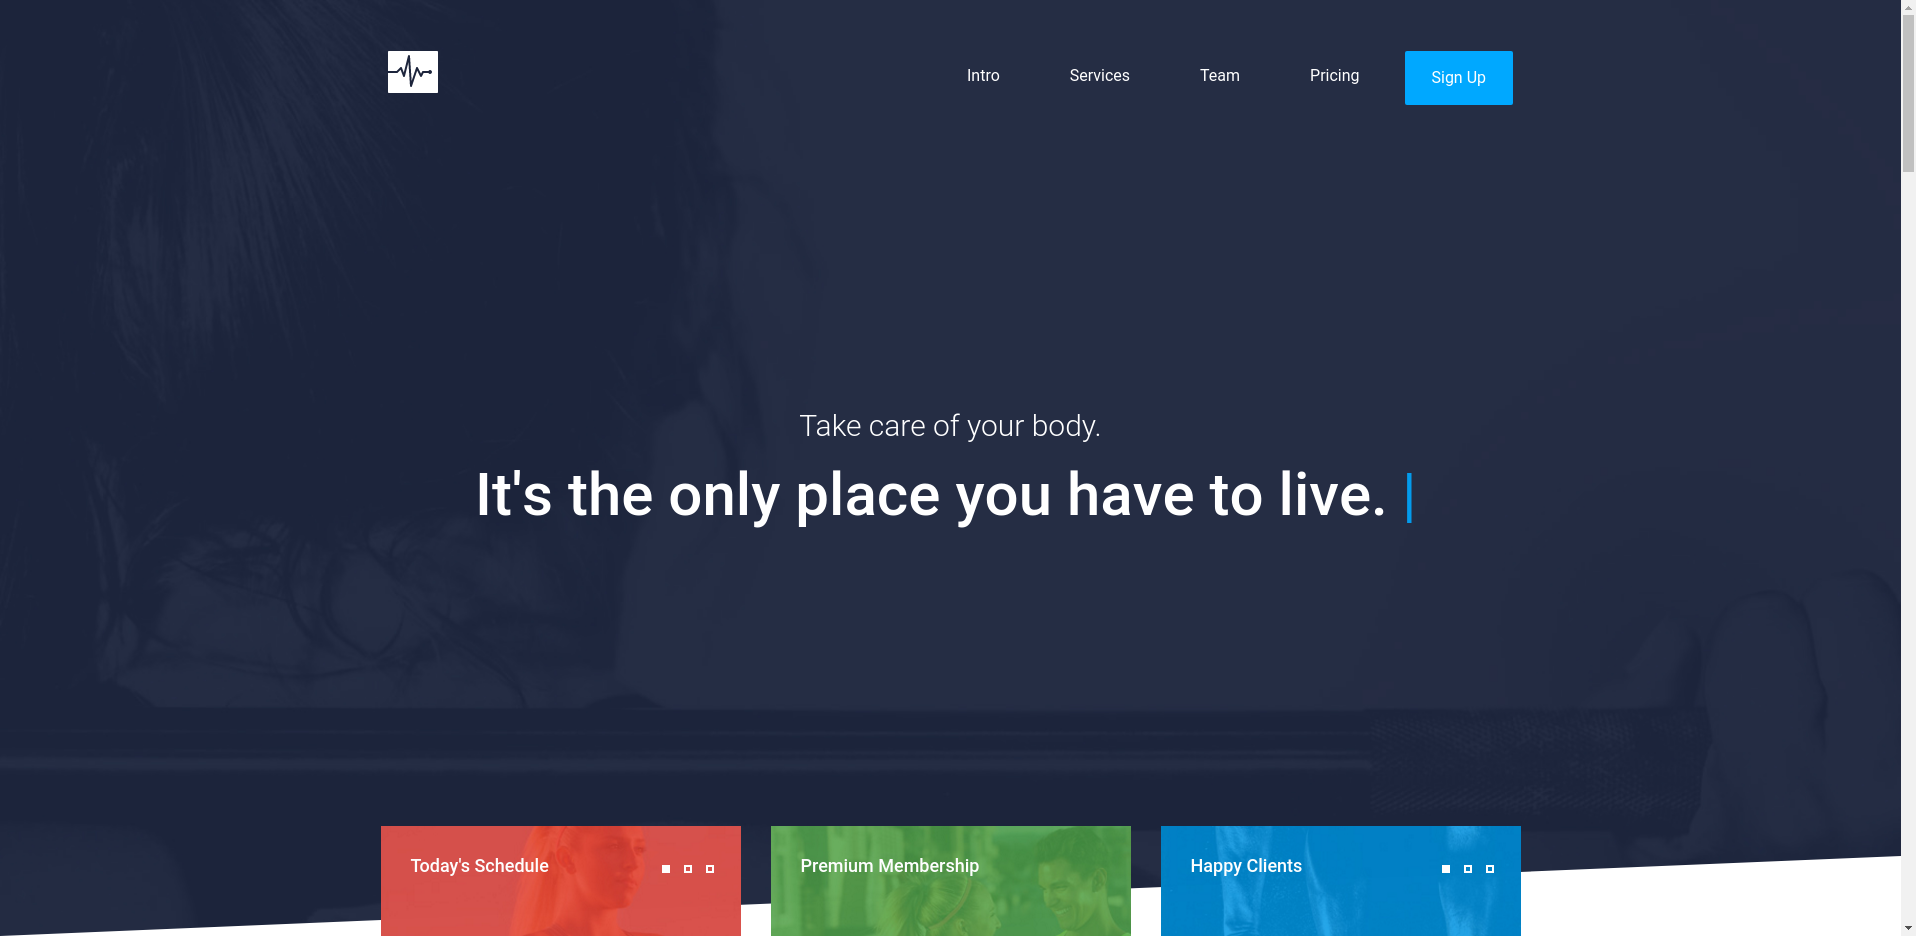 Intro
Services
Team
Pricing
Sign Up
Take care of your body.
It's the only place you have to live.
Today's Schedule
Premium Membership
Happy Clients